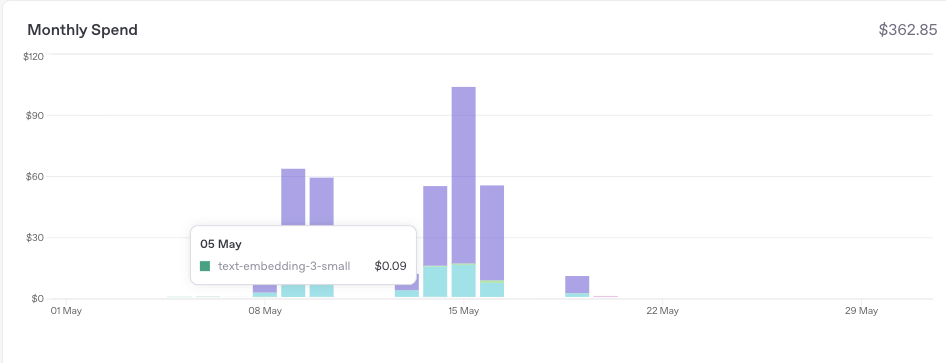 Monthly Spend
$362.85
$120
$90
$60
$30
05 May
text-embedding-3-small $0.09
$0
01 May 08 May 15 May 22 May 29 May